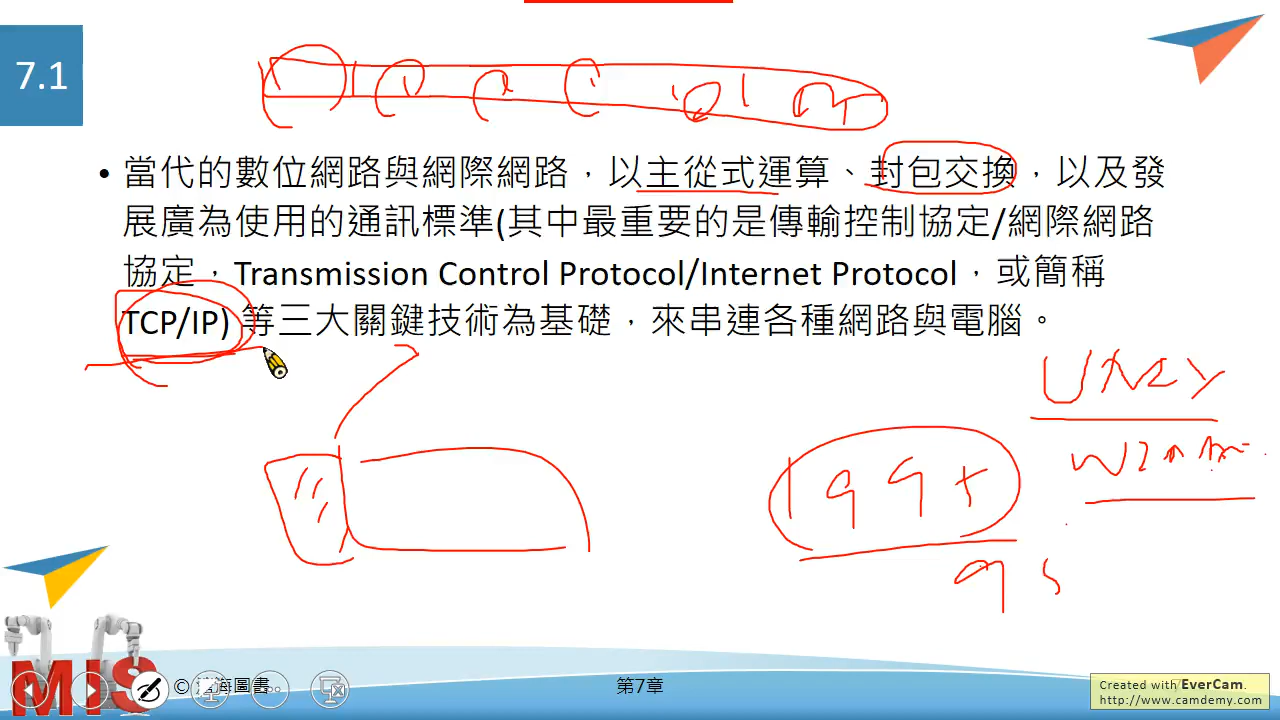 7.1
• 當代的數位網路與網際網路，以主從式運算、封包交換，以及發
展廣為使用的通訊標準(其中最重要的是傳輸控制協定/網際網路
協定，Transmission Control Protocol/Internet Protocol，或簡稱
TCP/IP) 等三大關鍵技術為基礎，來串連各種網路與電腦。
1995
95
MIS
© 海圖書
第7章
Created with EverCam.
http://www.camdemy.com